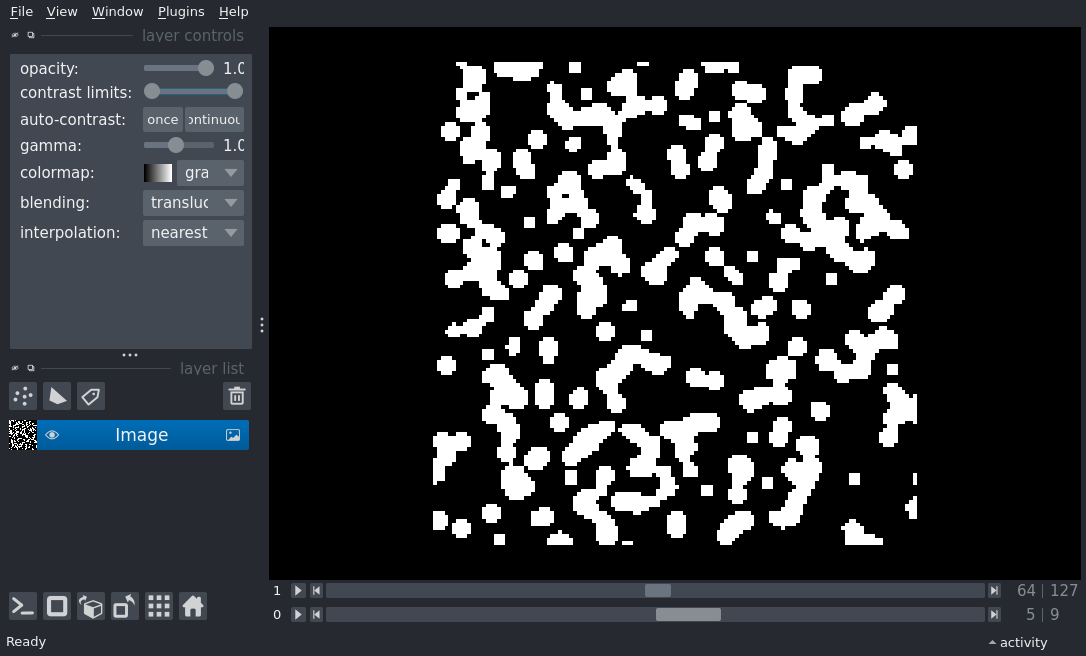 File View Window Plugins Help
layer controls
opacity: 1.0
contrast limits:
auto-contrast: once ontinuou
gamma: 1.0
colormap: gra
blending: transluc
interpolation: nearest
layer list
Image
1 64 127
0 5 9
Ready activity